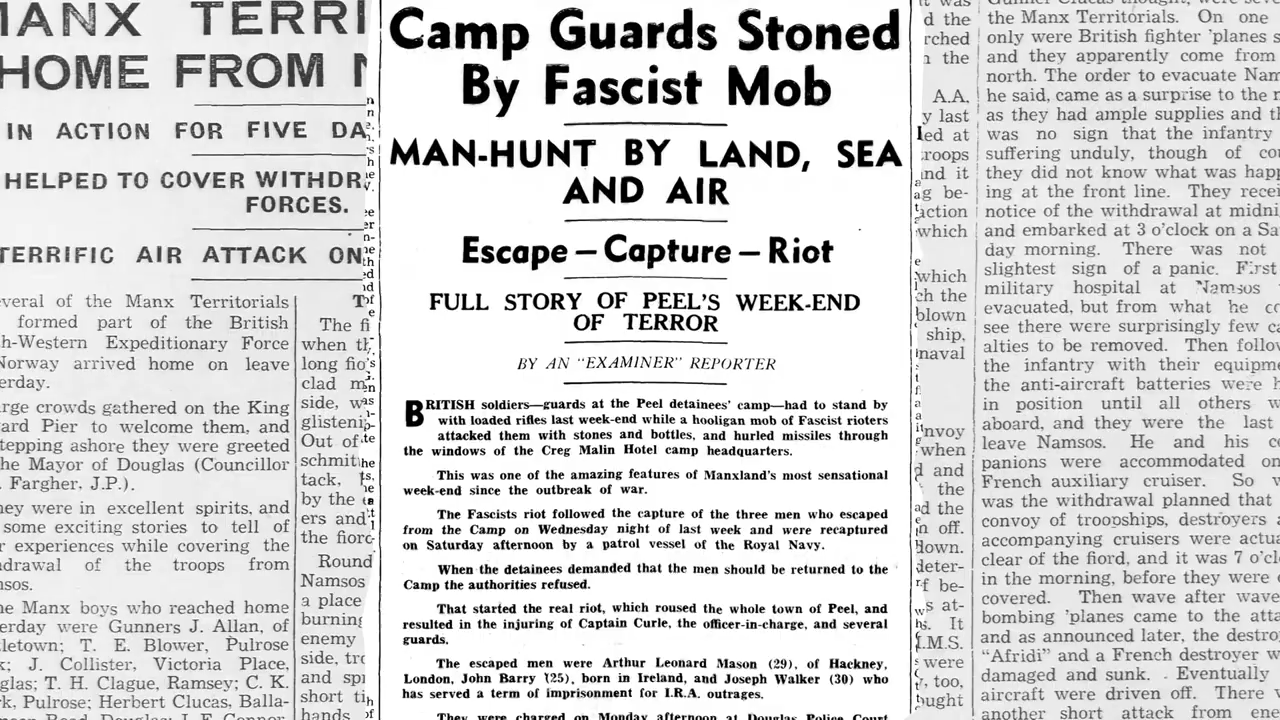 MANX TERRI
HOME FROM N
IN ACTION FOR FIVE DA
HELPED TO COVER WITHDR
FORCES.
TERRIFIC AIR ATTACK ON
veral of the Manx Territorials
formed part of the British
h-Western Expeditionary Force
Norway arrived home on leave
erday.
rge crowds gathered on the King
ard Pier to welcome them, and
tepping ashore they were greeted
he Mayor of Douglas (Councillor
. Fargher, J.P.).
hey were in excellent spirits, and
some exciting stories to tell of
r experiences while covering the
drawal of the troops from
nsos.
he Manx boys who reached home
erday were Gunners J. Allan, of
letown; T. E. Blower, Pulrose
k; J. Collister, Victoria Place,
glas; T. H. Clague, Ramsey; C. K.
k, Pulrose; Herbert Clucas, Balla-
The fi
when th
long fio
clad m
side, wa
glistenin
Out of
schmit
tack,
by the
ers and
the fiord
Round
Namsos
a place
burning
enemy
side, tro
and spr
short ti
hands
Camp Guards Stoned
By Fascist Mob
MAN-HUNT BY LAND, SEA
AND AIR
Escape – Capture – Riot
FULL STORY OF PEEL'S WEEK-END
OF TERROR
BY AN "EXAMINER" REPORTER
BRITISH soldiers—guards at the Peel detainees' camp—had to stand by
with loaded rifles last week-end while a hooligan mob of Fascist rioters
attacked them with stones and bottles, and hurled missiles through
the windows of the Creg Malin Hotel camp headquarters.
This was one of the amazing features of Manxland's most sensational
week-end since the outbreak of war.
The Fascists riot followed the capture of the three men who escaped
from the Camp on Wednesday night of last week and were recaptured
on Saturday afternoon by a patrol vessel of the Royal Navy.
When the detainees demanded that the men should be returned to the
Camp the authorities refused.
That started the real riot, which roused the whole town of Peel, and
resulted in the injuring of Captain Curle, the officer-in-charge, and several
guards.
The escaped men were Arthur Leonard Mason (29), of Hackney,
London, John Barry (25), born in Ireland, and Joseph Walker (30) who
has served a term of imprisonment for I.R.A. outrages.
They were charged on Monday afternoon at Douglas Police Court
it was
d the
rched
n the
A.A.
y last
led at
troops
nd it
g be-
action
which
which
ch the
blown
ship,
naval
nvoy
when
d and
the
ad the
n off.
down.
deter-
f be-
s at-
s. It
I.M.S.
were
, too,
ought
the Manx Territorials. On one
only were British fighter 'planes s
and they apparently come from
north. The order to evacuate Nam
he said, came as a surprise to the m
as they had ample supplies and th
was no sign that the infantry
suffering unduly, though of co
they did not know what was happ
ing at the front line. They rece
notice of the withdrawal at midni
and embarked at 3 o'clock on a Sa
day morning. There was not
slightest sign of a panic. First
military hospital at Namsos
evacuated, but from what he co
see there were surprisingly few c
alties to be removed. Then follow
the infantry with their equipme
the anti-aircraft batteries were k
in position until all others w
aboard, and they were the last
leave Namsos. He and his co
panions were accommodated on
French auxiliary cruiser. So w
was the withdrawal planned that
convoy of troopships, destroyers a
accompanying cruisers were actua
clear of the fiord, and it was 7 o'cl
in the morning, before they were d
covered. Then wave after wave
bombing 'planes came to the atta
and as announced later, the destro
"Afridi" and a French destroyer w
damaged and sunk. Eventually
aircraft were driven off. There w
another short attack from ene